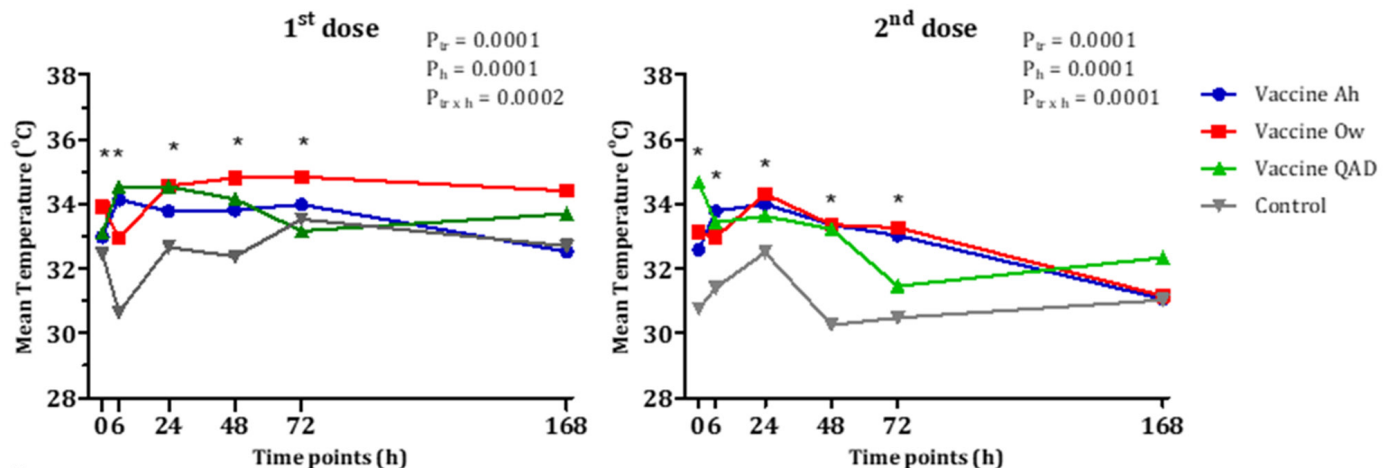 1st dose
Ptr = 0.0001
Ph = 0.0001
Ptr x h = 0.0002
38
36
34
32
30
28
Mean Temperature (°C)
** * * *
0 6 24 48 72 168
Time points (h)
2nd dose
Ptr = 0.0001
Ph = 0.0001
Ptr x h = 0.0001
38
36
34
32
30
28
Mean Temperature (°C)
* * * * *
0 6 24 48 72 168
Time points (h)
Vaccine Ah
Vaccine Ow
Vaccine QAD
Control